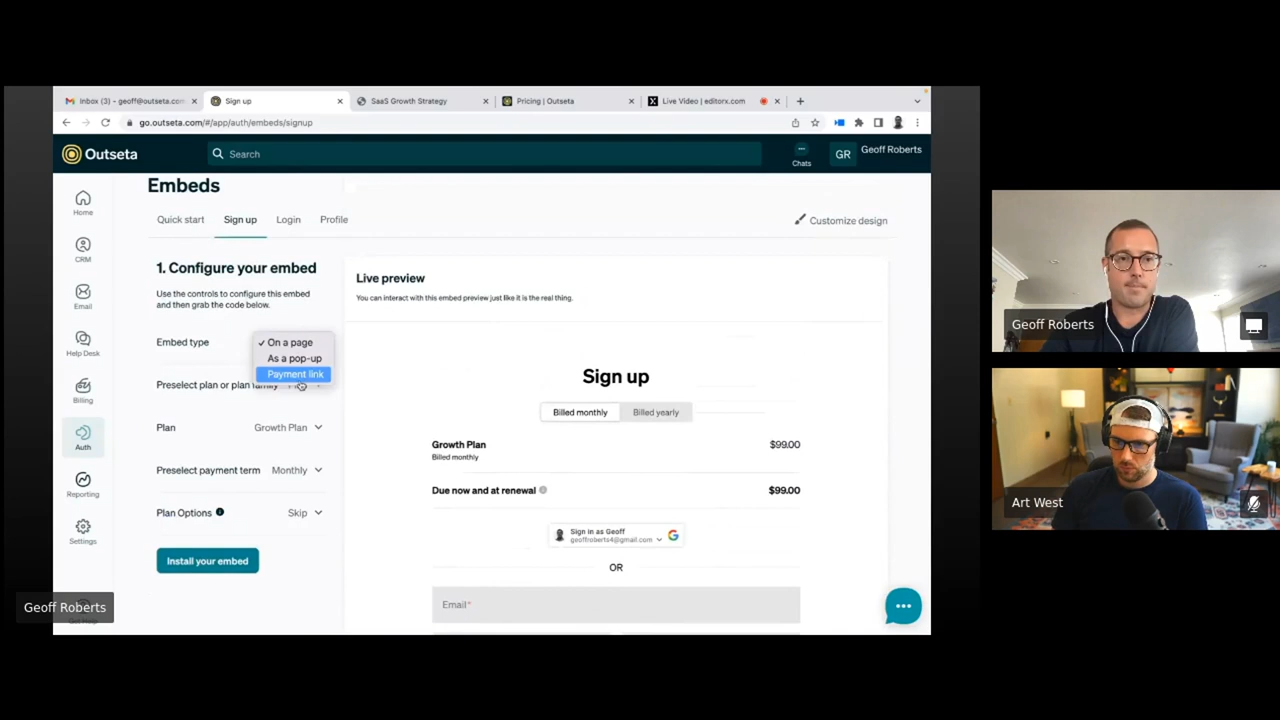 Inbox (3) - geoff@outseta.com
Sign up
SaaS Growth Strategy
Pricing | Outseta
Live Video | editorx.com
go.outseta.com/#/app/auth/embeds/signup
Outseta
Search
Chats
GR
Geoff Roberts
Embeds
Quick start
Sign up
Login
Profile
Customize design
Home
CRM
Email
Help Desk
Billing
Auth
Reporting
Settings
1. Configure your embed
Use the controls to configure this embed
and then grab the code below.
Embed type
On a page
As a pop-up
Payment link
Preselect plan or plan family
Plan
Growth Plan
Preselect payment term
Monthly
Plan Options
Skip
Install your embed
Live preview
You can interact with this embed preview just like it is the real thing.
Sign up
Billed monthly
Billed yearly
Growth Plan
$99.00
Billed monthly
Due now and at renewal
$99.00
Sign in as Geoff
geoffroberts4@gmail.com
OR
Email*
Geoff Roberts
Geoff Roberts
Art West